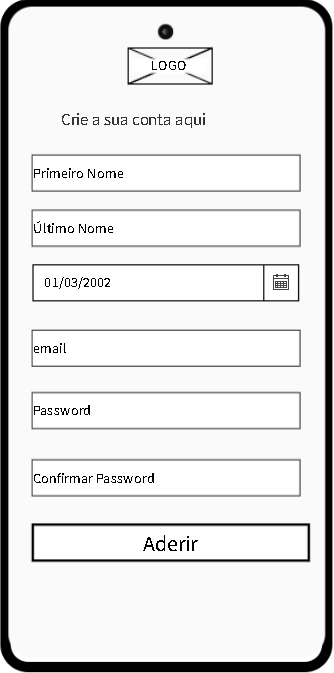 LOGO
Crie a sua conta aqui
Primeiro Nome
Último Nome
01/03/2002
email
Password
Confirmar Password
Aderir